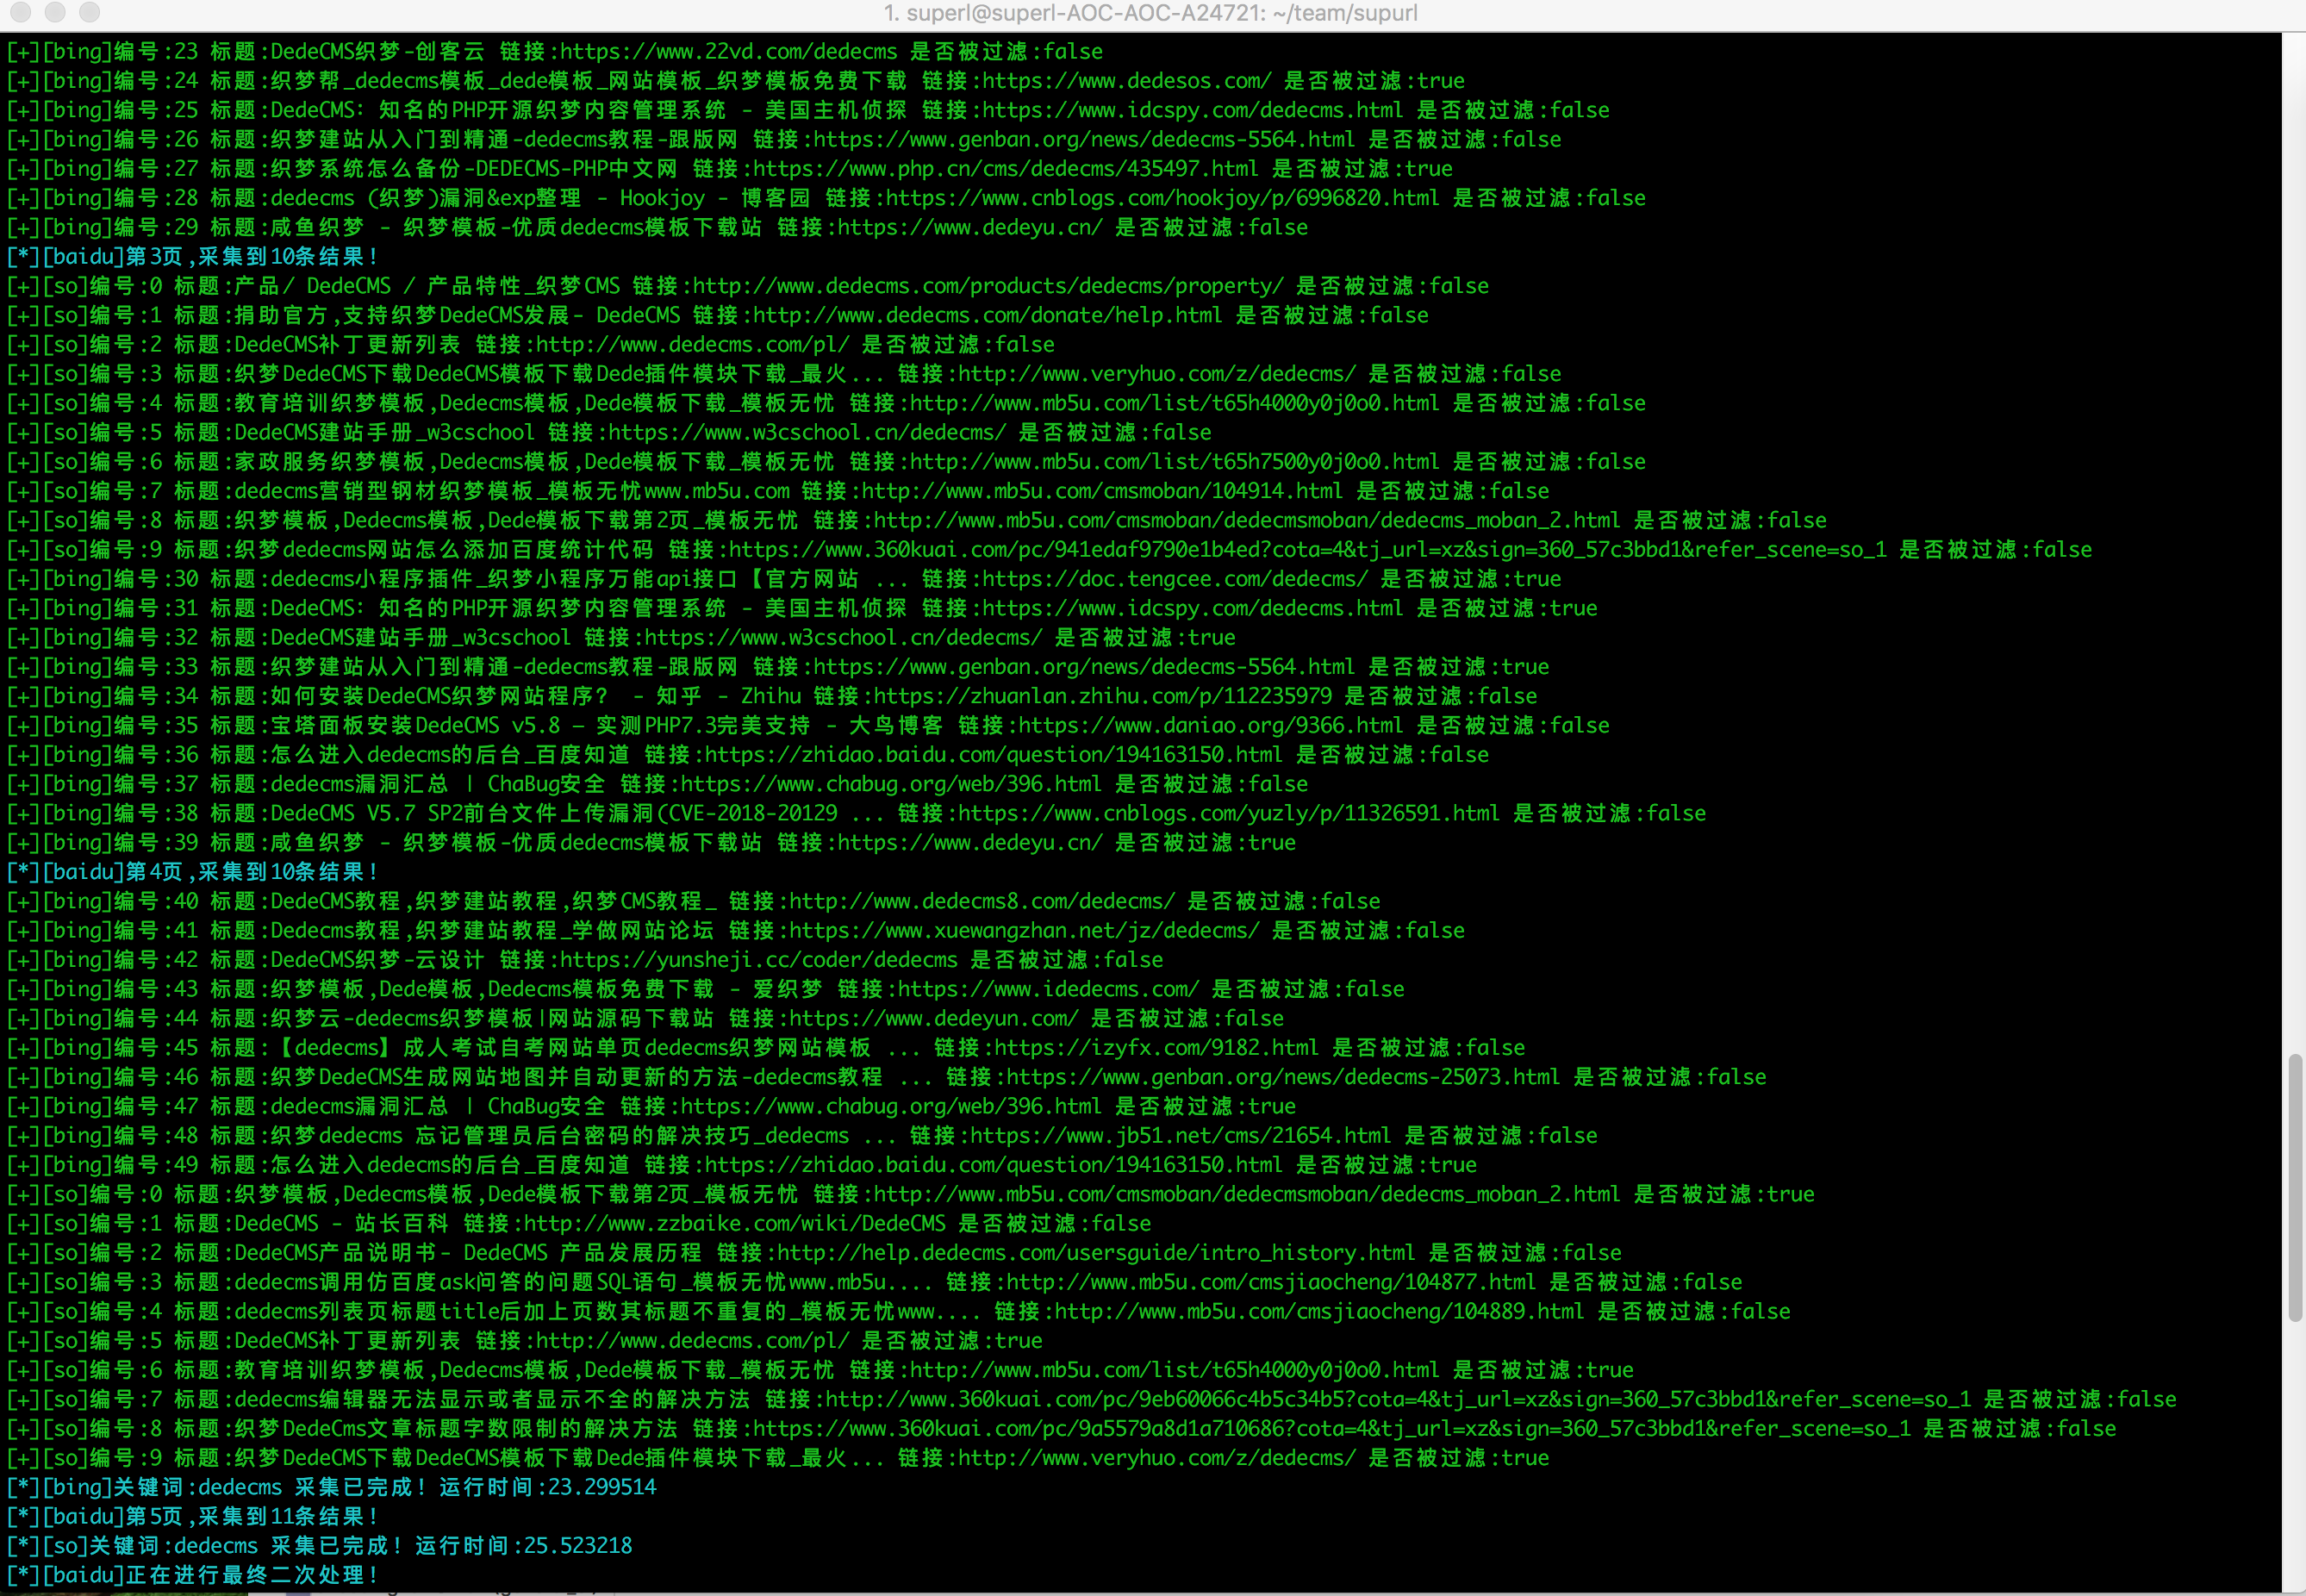 1. superl@superl-AOC-AOC-A24721: ~/team/supurl
[+][bing]编号:23 标题:DedeCMS织梦-创客云 链接:https://www.22vd.com/dedecms 是否被过滤:false
[+][bing]编号:24 标题:织梦帮_dedecms模板_dede模板_网站模板_织梦模板免费下载 链接:https://www.dedesos.com/ 是否被过滤:true
[+][bing]编号:25 标题:DedeCMS: 知名的PHP开源织梦内容管理系统 - 美国主机侦探 链接:https://www.idcspy.com/dedecms.html 是否被过滤:false
[+][bing]编号:26 标题:织梦建站从入门到精通-dedecms教程-跟版网 链接:https://www.genban.org/news/dedecms-5564.html 是否被过滤:false
[+][bing]编号:27 标题:织梦系统怎么备份-DEDECMS-PHP中文网 链接:https://www.php.cn/cms/dedecms/435497.html 是否被过滤:true
[+][bing]编号:28 标题:dedecms (织梦)漏洞&exp整理 - Hookjoy - 博客园 链接:https://www.cnblogs.com/hookjoy/p/6996820.html 是否被过滤:false
[+][bing]编号:29 标题:咸鱼织梦 - 织梦模板-优质dedecms模板下载站 链接:https://www.dedeyu.cn/ 是否被过滤:false
[*][baidu]第3页,采集到10条结果!
[+][so]编号:0 标题:产品/ DedeCMS / 产品特性_织梦CMS 链接:http://www.dedecms.com/products/dedecms/property/ 是否被过滤:false
[+][so]编号:1 标题:捐助官方,支持织梦DedeCMS发展- DedeCMS 链接:http://www.dedecms.com/donate/help.html 是否被过滤:false
[+][so]编号:2 标题:DedeCMS补丁更新列表 链接:http://www.dedecms.com/pl/ 是否被过滤:false
[+][so]编号:3 标题:织梦DedeCMS下载DedeCMS模板下载Dede插件模块下载_最火... 链接:http://www.veryhuo.com/z/dedecms/ 是否被过滤:false
[+][so]编号:4 标题:教育培训织梦模板,Dedecms模板,Dede模板下载_模板无忧 链接:http://www.mb5u.com/list/t65h4000y0j0o0.html 是否被过滤:false
[+][so]编号:5 标题:DedeCMS建站手册_w3cschool 链接:https://www.w3cschool.cn/dedecms/ 是否被过滤:false
[+][so]编号:6 标题:家政服务织梦模板,Dedecms模板,Dede模板下载_模板无忧 链接:http://www.mb5u.com/list/t65h7500y0j0o0.html 是否被过滤:false
[+][so]编号:7 标题:dedecms营销型钢材织梦模板_模板无忧www.mb5u.com 链接:http://www.mb5u.com/cmsmoban/104914.html 是否被过滤:false
[+][so]编号:8 标题:织梦模板,Dedecms模板,Dede模板下载第2页_模板无忧 链接:http://www.mb5u.com/cmsmoban/dedecmsmoban/dedecms_moban_2.html 是否被过滤:false
[+][so]编号:9 标题:织梦dedecms网站怎么添加百度统计代码 链接:https://www.360kuai.com/pc/941edaf9790e1b4ed?cota=4&tj_url=xz&sign=360_57c3bbd1&refer_scene=so_1 是否被过滤:false
[+][bing]编号:30 标题:dedecms小程序插件_织梦小程序万能api接口【官方网站 ... 链接:https://doc.tengcee.com/dedecms/ 是否被过滤:true
[+][bing]编号:31 标题:DedeCMS: 知名的PHP开源织梦内容管理系统 - 美国主机侦探 链接:https://www.idcspy.com/dedecms.html 是否被过滤:true
[+][bing]编号:32 标题:DedeCMS建站手册_w3cschool 链接:https://www.w3cschool.cn/dedecms/ 是否被过滤:true
[+][bing]编号:33 标题:织梦建站从入门到精通-dedecms教程-跟版网 链接:https://www.genban.org/news/dedecms-5564.html 是否被过滤:true
[+][bing]编号:34 标题:如何安装DedeCMS织梦网站程序? - 知乎 - Zhihu 链接:https://zhuanlan.zhihu.com/p/112235979 是否被过滤:false
[+][bing]编号:35 标题:宝塔面板安装DedeCMS v5.8 – 实测PHP7.3完美支持 - 大鸟博客 链接:https://www.daniao.org/9366.html 是否被过滤:false
[+][bing]编号:36 标题:怎么进入dedecms的后台_百度知道 链接:https://zhidao.baidu.com/question/194163150.html 是否被过滤:false
[+][bing]编号:37 标题:dedecms漏洞汇总 | ChaBug安全 链接:https://www.chabug.org/web/396.html 是否被过滤:false
[+][bing]编号:38 标题:DedeCMS V5.7 SP2前台文件上传漏洞(CVE-2018-20129 ... 链接:https://www.cnblogs.com/yuzly/p/11326591.html 是否被过滤:false
[+][bing]编号:39 标题:咸鱼织梦 - 织梦模板-优质dedecms模板下载站 链接:https://www.dedeyu.cn/ 是否被过滤:true
[*][baidu]第4页,采集到10条结果!
[+][bing]编号:40 标题:DedeCMS教程,织梦建站教程,织梦CMS教程_ 链接:http://www.dedecms8.com/dedecms/ 是否被过滤:false
[+][bing]编号:41 标题:Dedecms教程,织梦建站教程_学做网站论坛 链接:https://www.xuewangzhan.net/jz/dedecms/ 是否被过滤:false
[+][bing]编号:42 标题:DedeCMS织梦-云设计 链接:https://yunsheji.cc/coder/dedecms 是否被过滤:false
[+][bing]编号:43 标题:织梦模板,Dede模板,Dedecms模板免费下载 - 爱织梦 链接:https://www.idedecms.com/ 是否被过滤:false
[+][bing]编号:44 标题:织梦云-dedecms织梦模板|网站源码下载站 链接:https://www.dedeyun.com/ 是否被过滤:false
[+][bing]编号:45 标题:【dedecms】成人考试自考网站单页dedecms织梦网站模板 ... 链接:https://izyfx.com/9182.html 是否被过滤:false
[+][bing]编号:46 标题:织梦DedeCMS生成网站地图并自动更新的方法-dedecms教程 ... 链接:https://www.genban.org/news/dedecms-25073.html 是否被过滤:false
[+][bing]编号:47 标题:dedecms漏洞汇总 | ChaBug安全 链接:https://www.chabug.org/web/396.html 是否被过滤:true
[+][bing]编号:48 标题:织梦dedecms 忘记管理员后台密码的解决技巧_dedecms ... 链接:https://www.jb51.net/cms/21654.html 是否被过滤:false
[+][bing]编号:49 标题:怎么进入dedecms的后台_百度知道 链接:https://zhidao.baidu.com/question/194163150.html 是否被过滤:true
[+][so]编号:0 标题:织梦模板,Dedecms模板,Dede模板下载第2页_模板无忧 链接:http://www.mb5u.com/cmsmoban/dedecmsmoban/dedecms_moban_2.html 是否被过滤:true
[+][so]编号:1 标题:DedeCMS - 站长百科 链接:http://www.zzbaike.com/wiki/DedeCMS 是否被过滤:false
[+][so]编号:2 标题:DedeCMS产品说明书- DedeCMS 产品发展历程 链接:http://help.dedecms.com/usersguide/intro_history.html 是否被过滤:false
[+][so]编号:3 标题:dedecms调用仿百度ask问答的问题SQL语句_模板无忧www.mb5u.... 链接:http://www.mb5u.com/cmsjiaocheng/104877.html 是否被过滤:false
[+][so]编号:4 标题:dedecms列表页标题title后加上页数其标题不重复的_模板无忧www.... 链接:http://www.mb5u.com/cmsjiaocheng/104889.html 是否被过滤:false
[+][so]编号:5 标题:DedeCMS补丁更新列表 链接:http://www.dedecms.com/pl/ 是否被过滤:true
[+][so]编号:6 标题:教育培训织梦模板,Dedecms模板,Dede模板下载_模板无忧 链接:http://www.mb5u.com/list/t65h4000y0j0o0.html 是否被过滤:true
[+][so]编号:7 标题:dedecms编辑器无法显示或者显示不全的解决方法 链接:http://www.360kuai.com/pc/9eb60066c4b5c34b5?cota=4&tj_url=xz&sign=360_57c3bbd1&refer_scene=so_1 是否被过滤:false
[+][so]编号:8 标题:织梦DedeCms文章标题字数限制的解决方法 链接:https://www.360kuai.com/pc/9a5579a8d1a710686?cota=4&tj_url=xz&sign=360_57c3bbd1&refer_scene=so_1 是否被过滤:false
[+][so]编号:9 标题:织梦DedeCMS下载DedeCMS模板下载Dede插件模块下载_最火... 链接:http://www.veryhuo.com/z/dedecms/ 是否被过滤:true
[*][bing]关键词:dedecms 采集已完成! 运行时间:23.299514
[*][baidu]第5页,采集到11条结果!
[*][so]关键词:dedecms 采集已完成! 运行时间:25.523218
[*][baidu]正在进行最终二次处理!